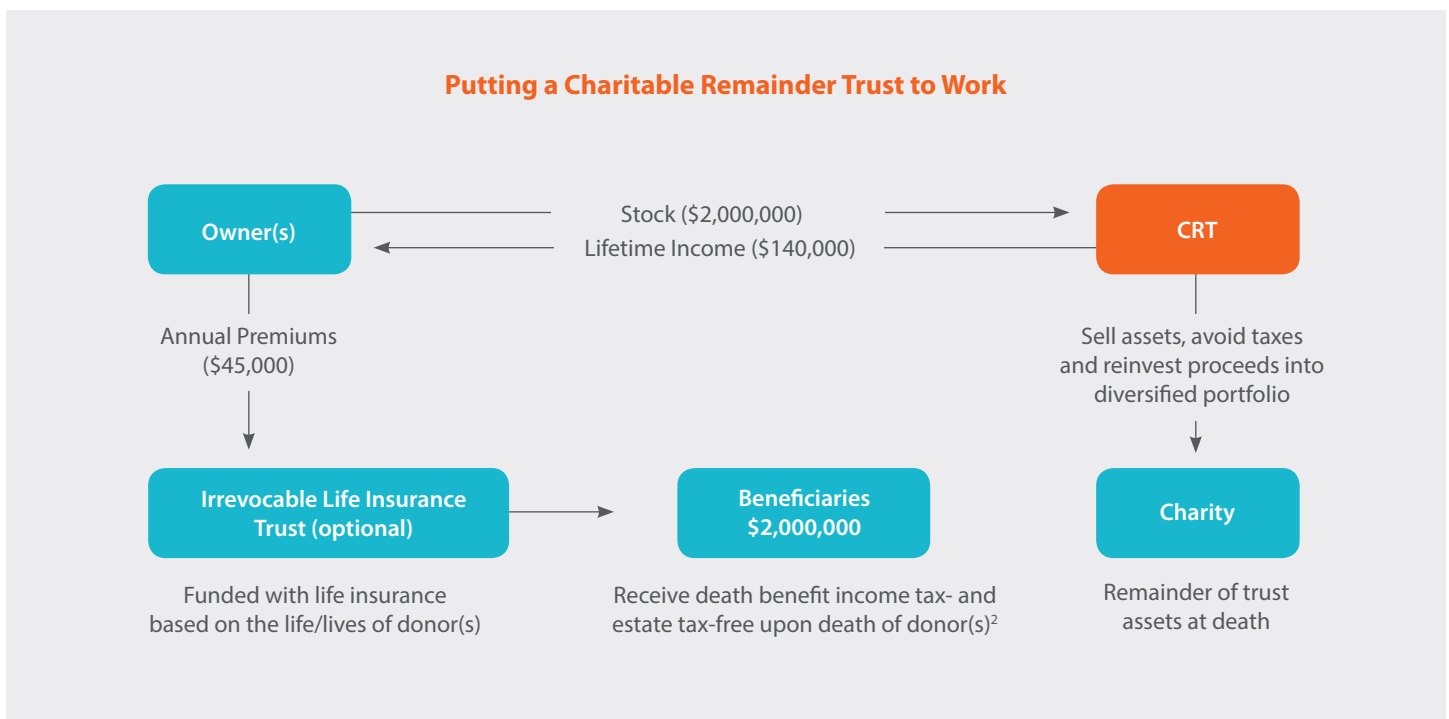 Putting a Charitable Remainder Trust to Work
Owner(s)
Stock ($2,000,000)
Lifetime Income ($140,000)
CRT
Annual Premiums
($45,000)
Sell assets, avoid taxes
and reinvest proceeds into
diversified portfolio
Irrevocable Life Insurance
Trust (optional)
Beneficiaries
$2,000,000
Charity
Funded with life insurance
based on the life/lives of donor(s)
Receive death benefit income tax- and
estate tax-free upon death of donor(s)²
Remainder of trust
assets at death